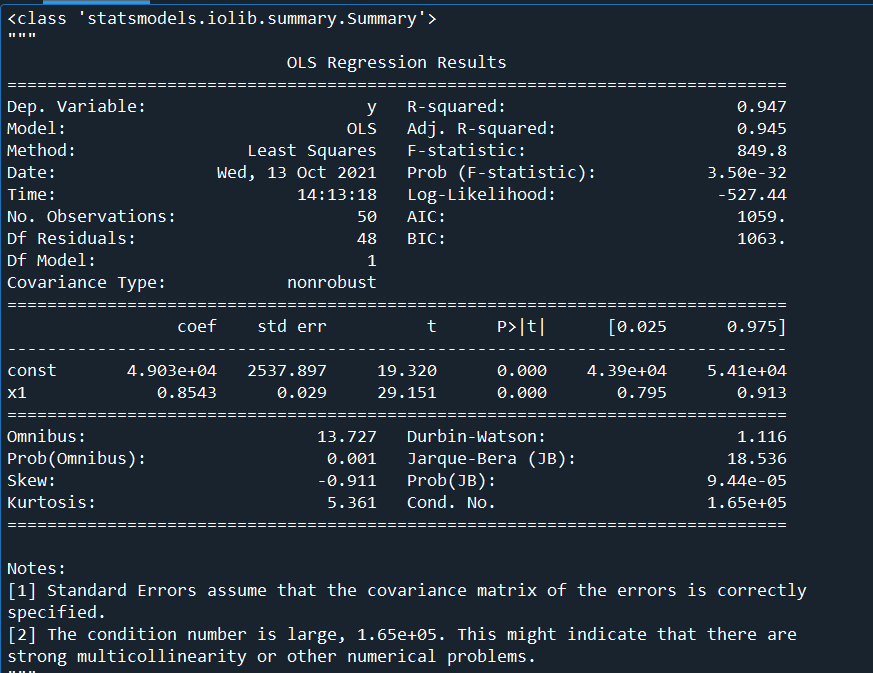 <class 'statsmodels.iolib.summary.Summary'>
"""
                            OLS Regression Results
==============================================================================
Dep. Variable:                      y   R-squared:                       0.947
Model:                            OLS   Adj. R-squared:                  0.945
Method:                 Least Squares   F-statistic:                     849.8
Date:                Wed, 13 Oct 2021   Prob (F-statistic):           3.50e-32
Time:                        14:13:18   Log-Likelihood:                -527.44
No. Observations:                  50   AIC:                             1059.
Df Residuals:                      48   BIC:                             1063.
Df Model:                           1
Covariance Type:            nonrobust
==============================================================================
                 coef    std err          t      P>|t|      [0.025      0.975]
------------------------------------------------------------------------------
const       4.903e+04   2537.897     19.320      0.000    4.39e+04    5.41e+04
x1             0.8543      0.029     29.151      0.000       0.795       0.913
==============================================================================
Omnibus:                       13.727   Durbin-Watson:                   1.116
Prob(Omnibus):                  0.001   Jarque-Bera (JB):               18.536
Skew:                          -0.911   Prob(JB):                     9.44e-05
Kurtosis:                       5.361   Cond. No.                     1.65e+05
==============================================================================

Notes:
[1] Standard Errors assume that the covariance matrix of the errors is correctly
specified.
[2] The condition number is large, 1.65e+05. This might indicate that there are
strong multicollinearity or other numerical problems.
"""